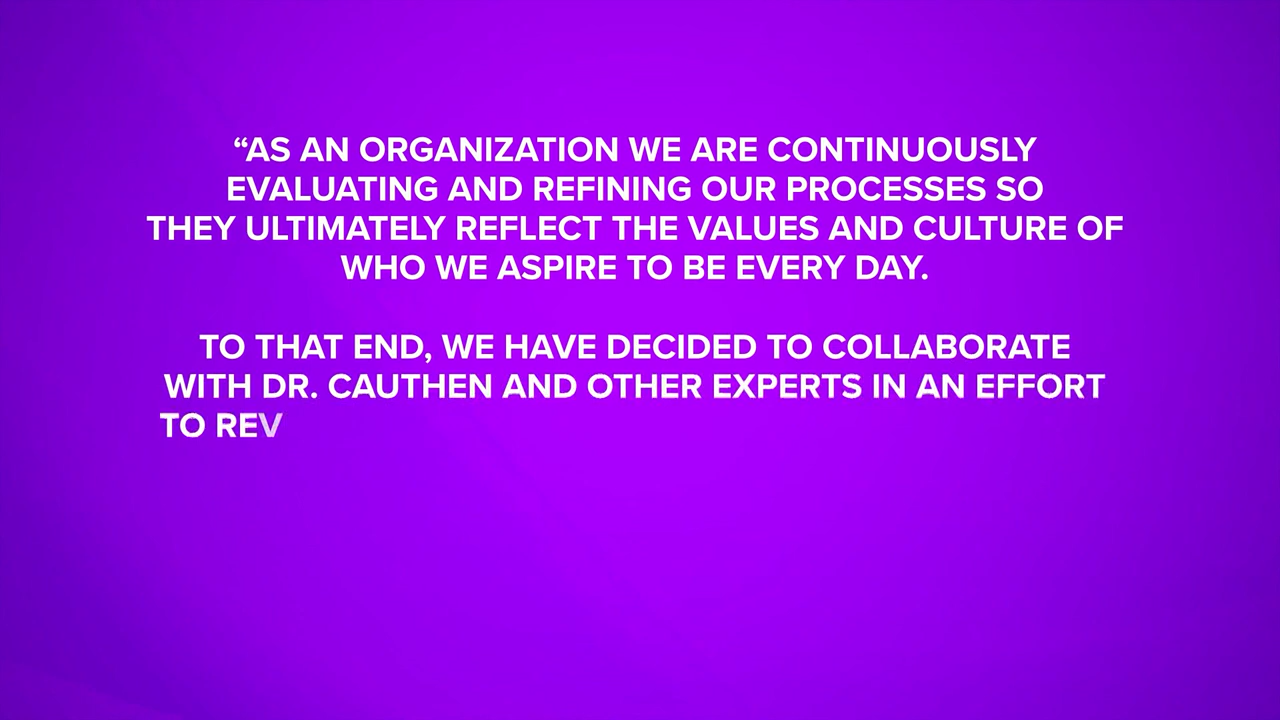 “AS AN ORGANIZATION WE ARE CONTINUOUSLY
EVALUATING AND REFINING OUR PROCESSES SO
THEY ULTIMATELY REFLECT THE VALUES AND CULTURE OF
WHO WE ASPIRE TO BE EVERY DAY.
TO THAT END, WE HAVE DECIDED TO COLLABORATE
WITH DR. CAUTHEN AND OTHER EXPERTS IN AN EFFORT
TO REV